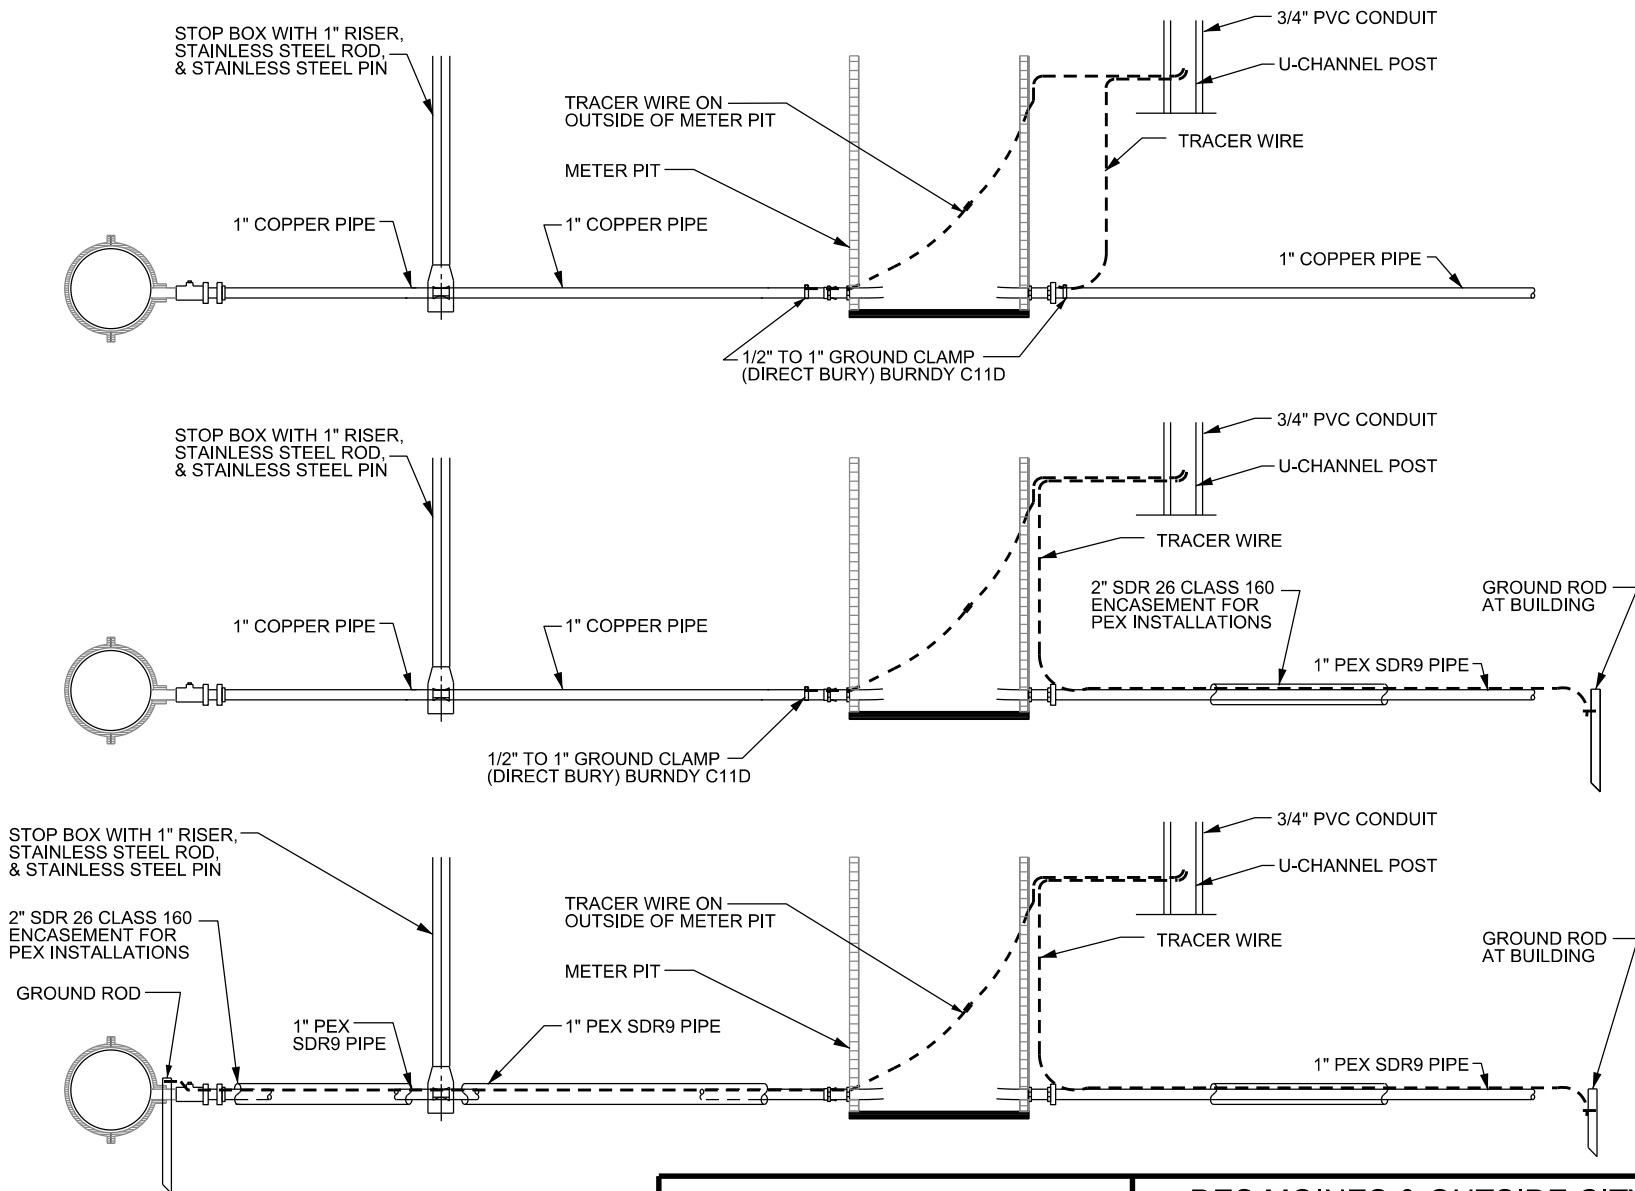 STOP BOX WITH 1" RISER,
STAINLESS STEEL ROD,
& STAINLESS STEEL PIN
3/4" PVC CONDUIT
U-CHANNEL POST
TRACER WIRE ON
OUTSIDE OF METER PIT
TRACER WIRE
METER PIT
1" COPPER PIPE
1" COPPER PIPE
1" COPPER PIPE
1/2" TO 1" GROUND CLAMP
(DIRECT BURY) BURNDY C11D
STOP BOX WITH 1" RISER,
STAINLESS STEEL ROD,
& STAINLESS STEEL PIN
3/4" PVC CONDUIT
U-CHANNEL POST
TRACER WIRE
2" SDR 26 CLASS 160
ENCASEMENT FOR
PEX INSTALLATIONS
GROUND ROD
AT BUILDING
1" COPPER PIPE
1" COPPER PIPE
1" PEX SDR9 PIPE
1/2" TO 1" GROUND CLAMP
(DIRECT BURY) BURNDY C11D
STOP BOX WITH 1" RISER,
STAINLESS STEEL ROD,
& STAINLESS STEEL PIN
3/4" PVC CONDUIT
U-CHANNEL POST
2" SDR 26 CLASS 160
ENCASEMENT FOR
PEX INSTALLATIONS
TRACER WIRE ON
OUTSIDE OF METER PIT
TRACER WIRE
GROUND ROD
AT BUILDING
METER PIT
GROUND ROD
1" PEX
SDR9 PIPE
1" PEX SDR9 PIPE
1" PEX SDR9 PIPE
DES MOINES & OUTSIDE CITY